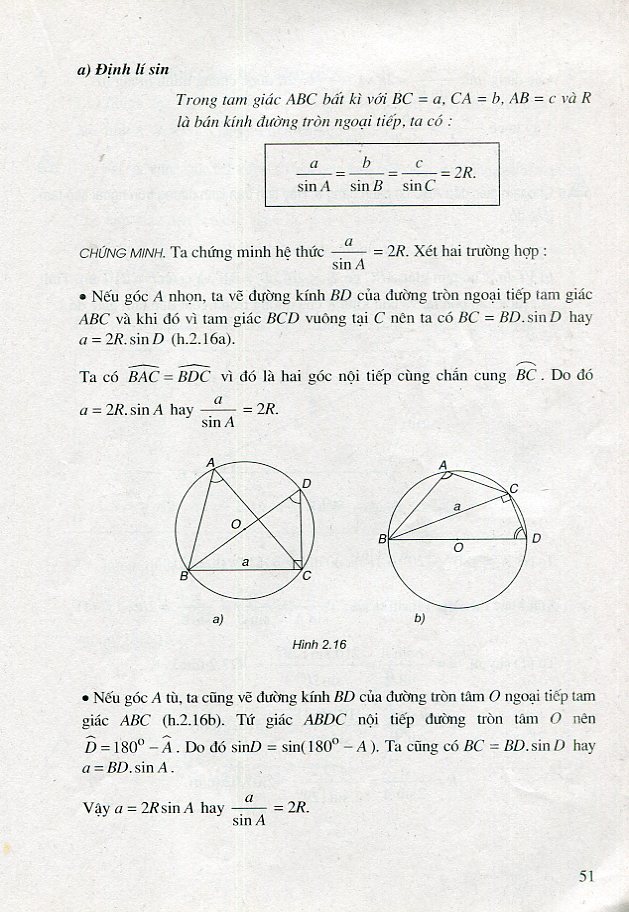 a) Định lí sin
Trong tam giác ABC bất kì với BC = a, CA = b, AB = c và R
là bán kính đường tròn ngoại tiếp, ta có :
a/sin A = b/sin B = c/sin C = 2R.
CHỨNG MINH. Ta chứng minh hệ thức a/sin A = 2R. Xét hai trường hợp :
• Nếu góc A nhọn, ta vẽ đường kính BD của đường tròn ngoại tiếp tam giác
ABC và khi đó vì tam giác BCD vuông tại C nên ta có BC = BD. sin D hay
a = 2R. sin D (h.2.16a).
Ta có \widehat{BAC} = \widehat{BDC} vì đó là hai góc nội tiếp cùng chắn cung \overset{\frown}{BC} . Do đó
a = 2R. sin A hay a/sin A = 2R.
A
D
O
B
a
C
a)
A
C
a
B
O
D
b)
Hình 2.16
• Nếu góc A tù, ta cũng vẽ đường kính BD của đường tròn tâm O ngoại tiếp tam
giác ABC (h.2.16b). Tứ giác ABDC nội tiếp đường tròn tâm O nên
\widehat{D} = 180° – \widehat{A} . Do đó sinD = sin(180° – A ). Ta cũng có BC = BD. sin D hay
a = BD. sin A .
Vậy a = 2R sin A hay a/sin A = 2R.
51